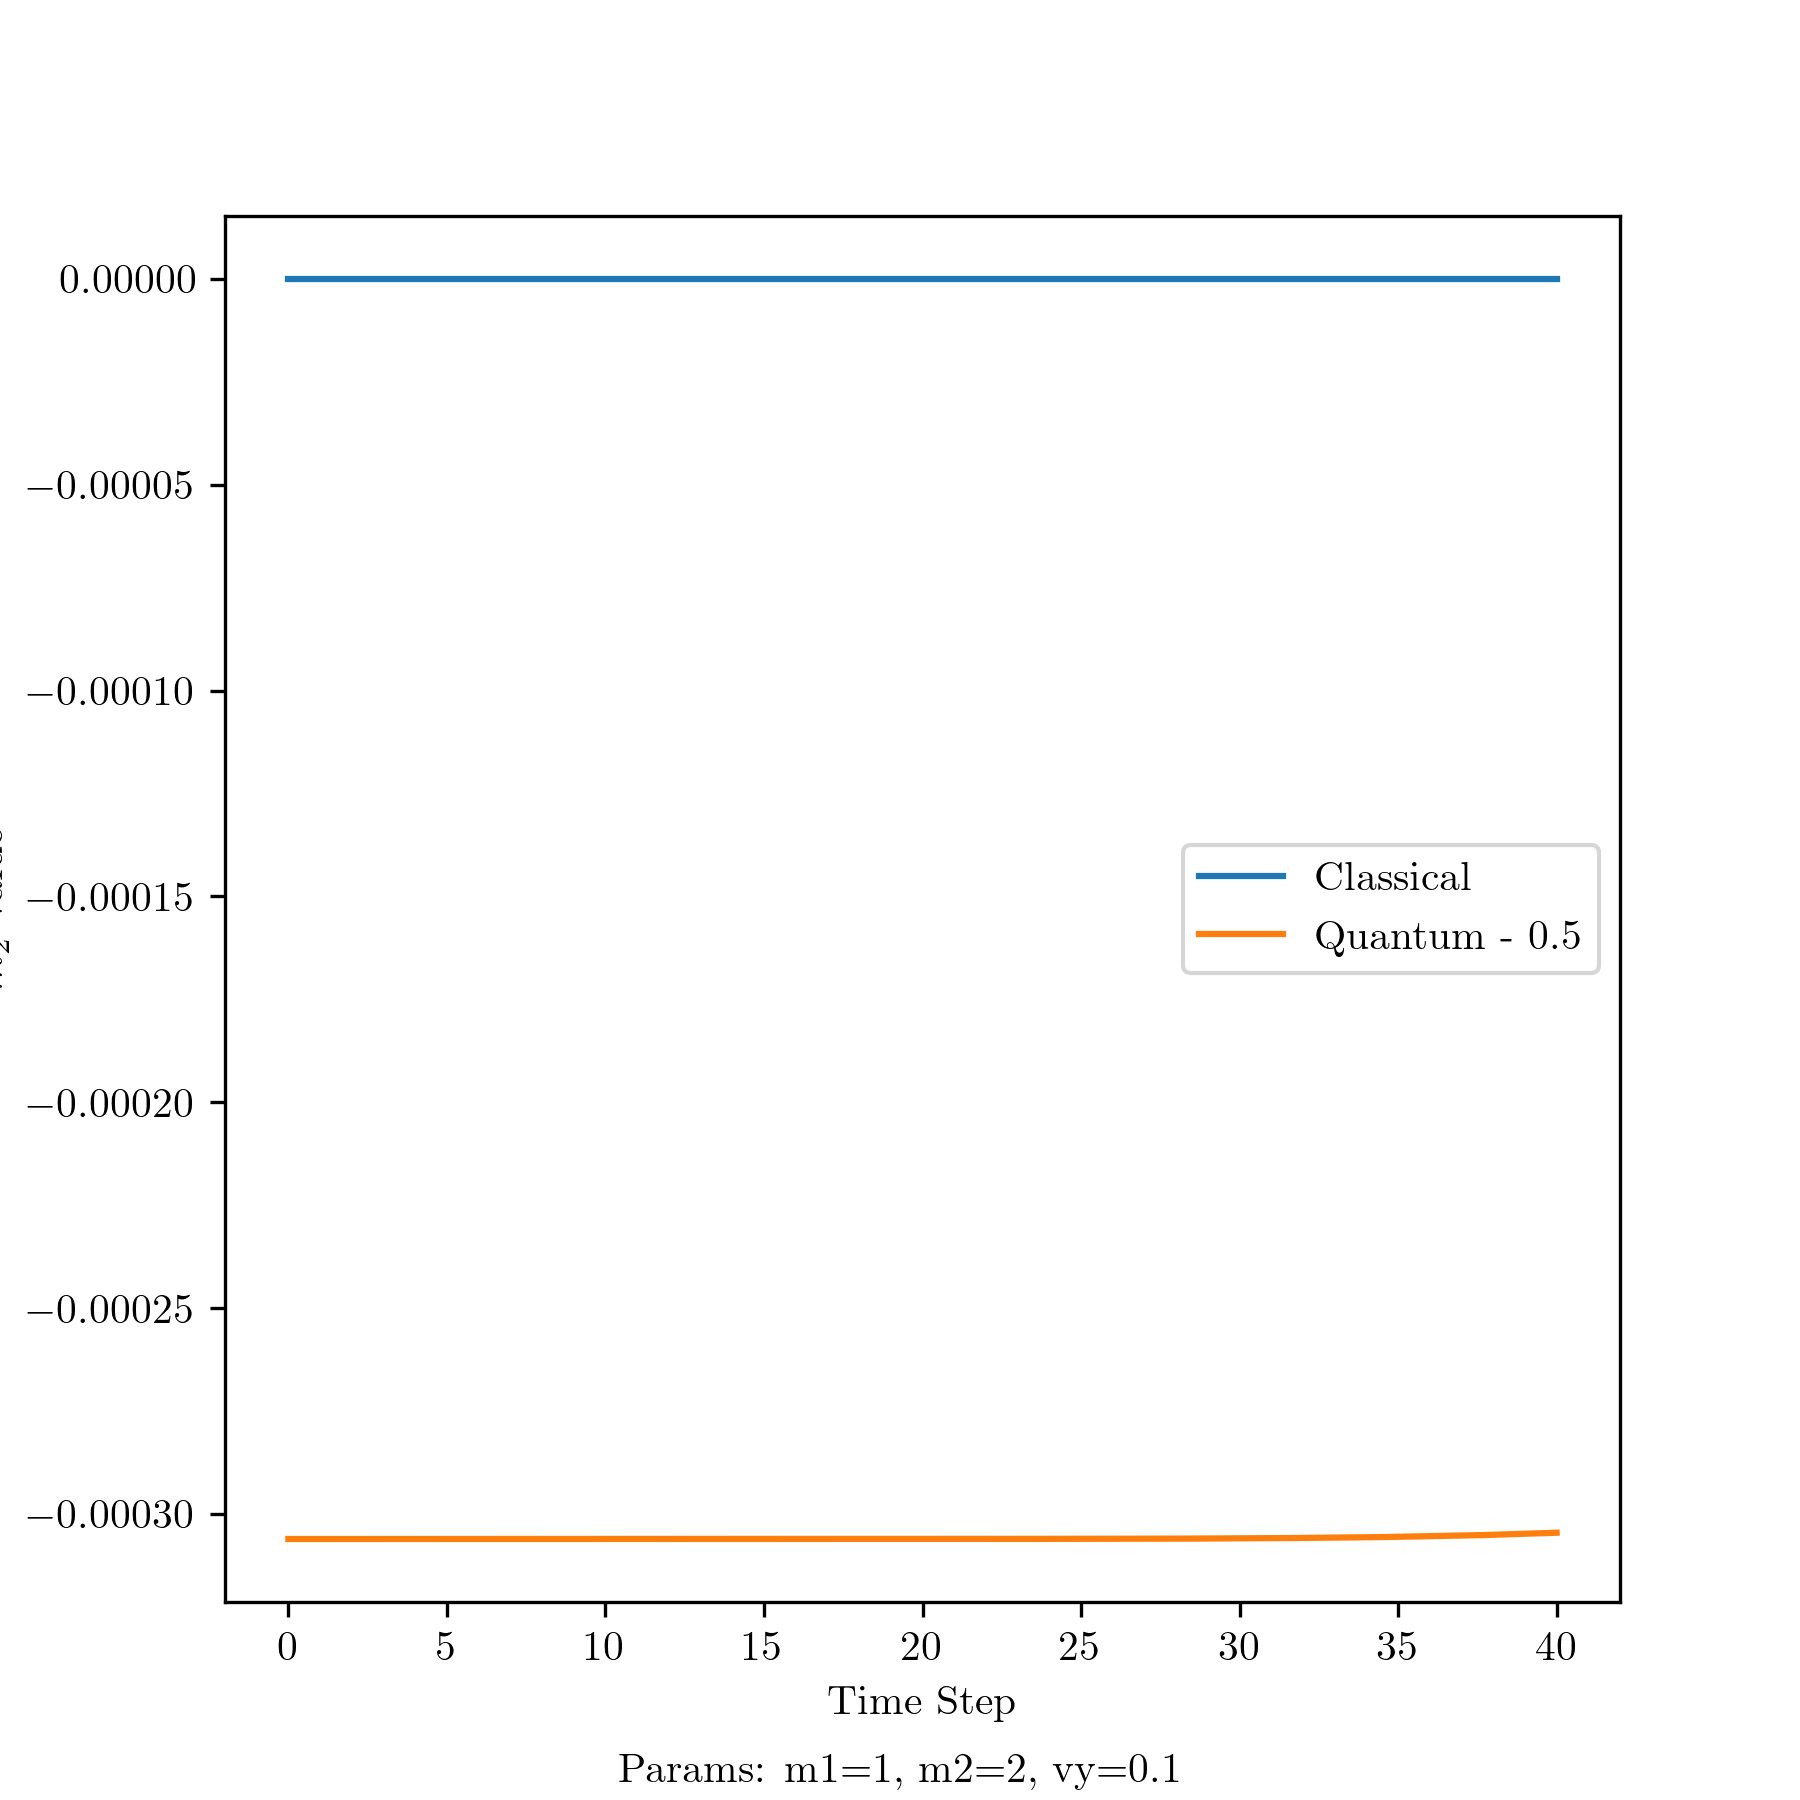 0.00000
−0.00005
−0.00010
−0.00015
−0.00020
−0.00025
−0.00030
Classical
Quantum - 0.5
0 5 10 15 20 25 30 35 40
Time Step
Params: m1=1, m2=2, vy=0.1